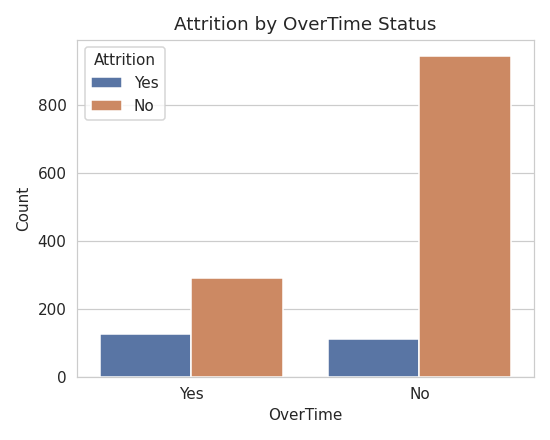 Attrition by OverTime Status
Attrition
Yes
No
800
600
400
200
0
Count
Yes No
OverTime